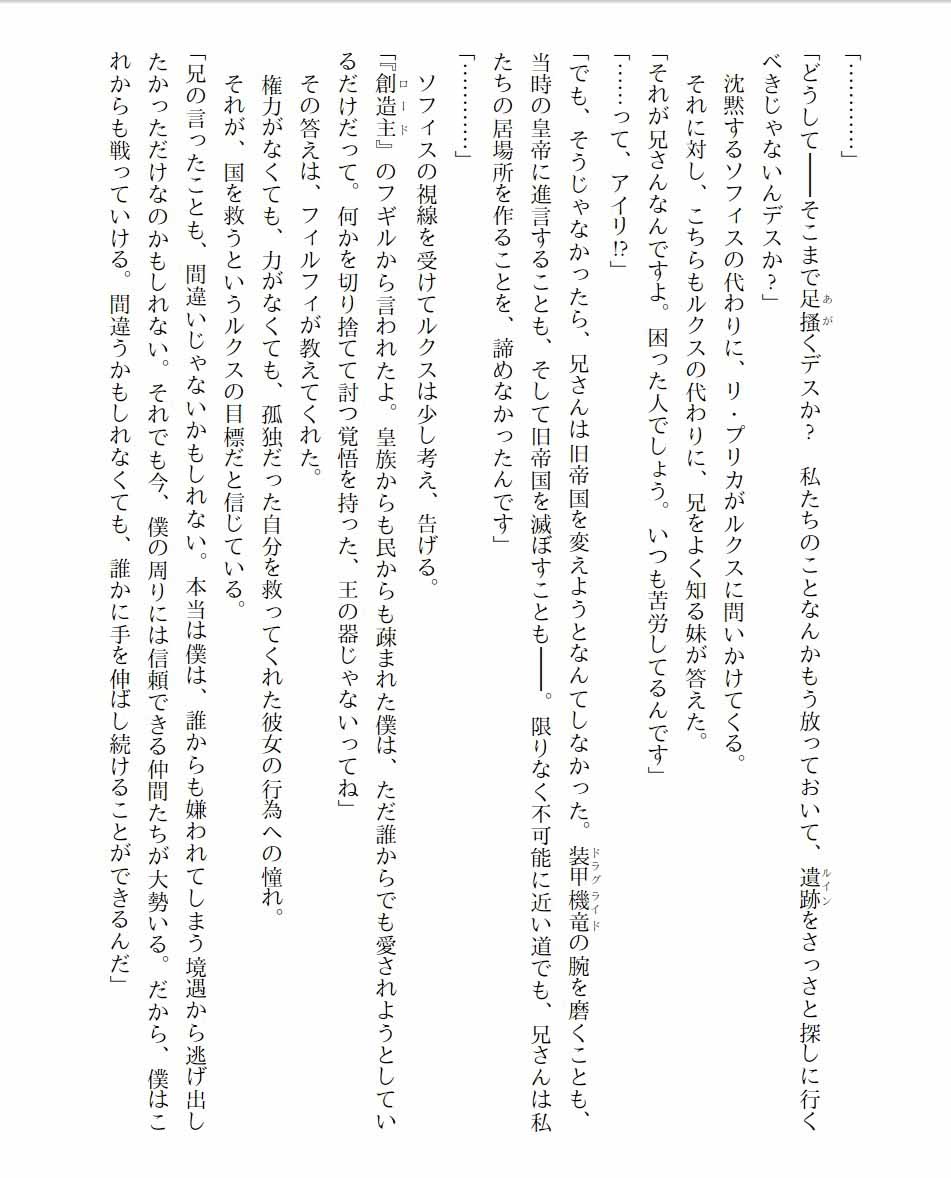 「…………」
「どうして――そこまで足掻くデスか？　私たちのことなんかもう放っておいて、遺跡をさっさと探しに行く
べきじゃないんデスか？」
　沈黙するソフィスの代わりに、リ・プリカがルクスに問いかけてくる。
　それに対し、こちらもルクスの代わりに、兄をよく知る妹が答えた。
「それが兄さんなんですよ。困った人でしょう。いつも苦労してるんです」
「……って、アイリ!?」
「でも、そうじゃなかったら、兄さんは旧帝国を変えようとなんてしなかった。装甲機竜の腕を磨くことも、
当時の皇帝に進言することも、そして旧帝国を滅ぼすことも――。限りなく不可能に近い道でも、兄さんは私
たちの居場所を作ることを、諦めなかったんです」
「…………」
　ソフィスの視線を受けてルクスは少し考え、告げる。
「『創造主』のフギルから言われたよ。皇族からも民からも疎まれた僕は、ただ誰からでも愛されようとしてい
るだけだって。何かを切り捨てて討つ覚悟を持った、王の器じゃないってね」
　その答えは、フィルフィが教えてくれた。
　権力がなくても、力がなくても、孤独だった自分を救ってくれた彼女の行為への憧れ。
　それが、国を救うというルクスの目標だと信じている。
「兄の言ったことも、間違いじゃないかもしれない。本当は僕は、誰からも嫌われてしまう境遇から逃げ出し
たかっただけなのかもしれない。それでも今、僕の周りには信頼できる仲間たちが大勢いる。だから、僕はこ
れからも戦っていける。間違うかもしれなくても、誰かに手を伸ばし続けることができるんだ」